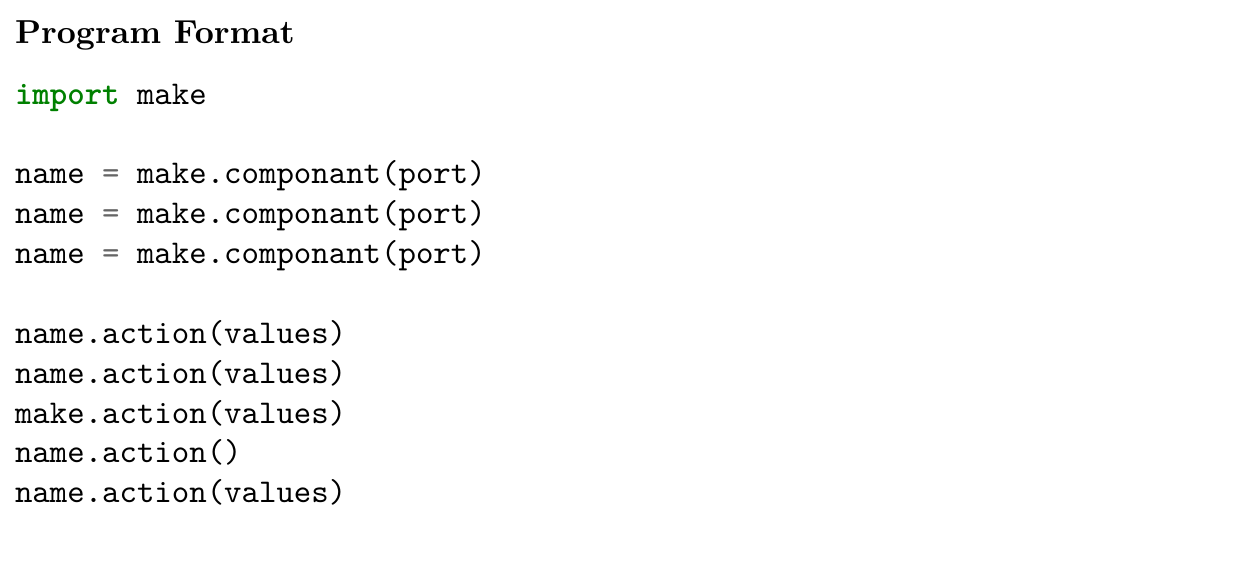 Program Format
import make
name = make.componant(port)
name = make.componant(port)
name = make.componant(port)
name.action(values)
name.action(values)
make.action(values)
name.action()
name.action(values)